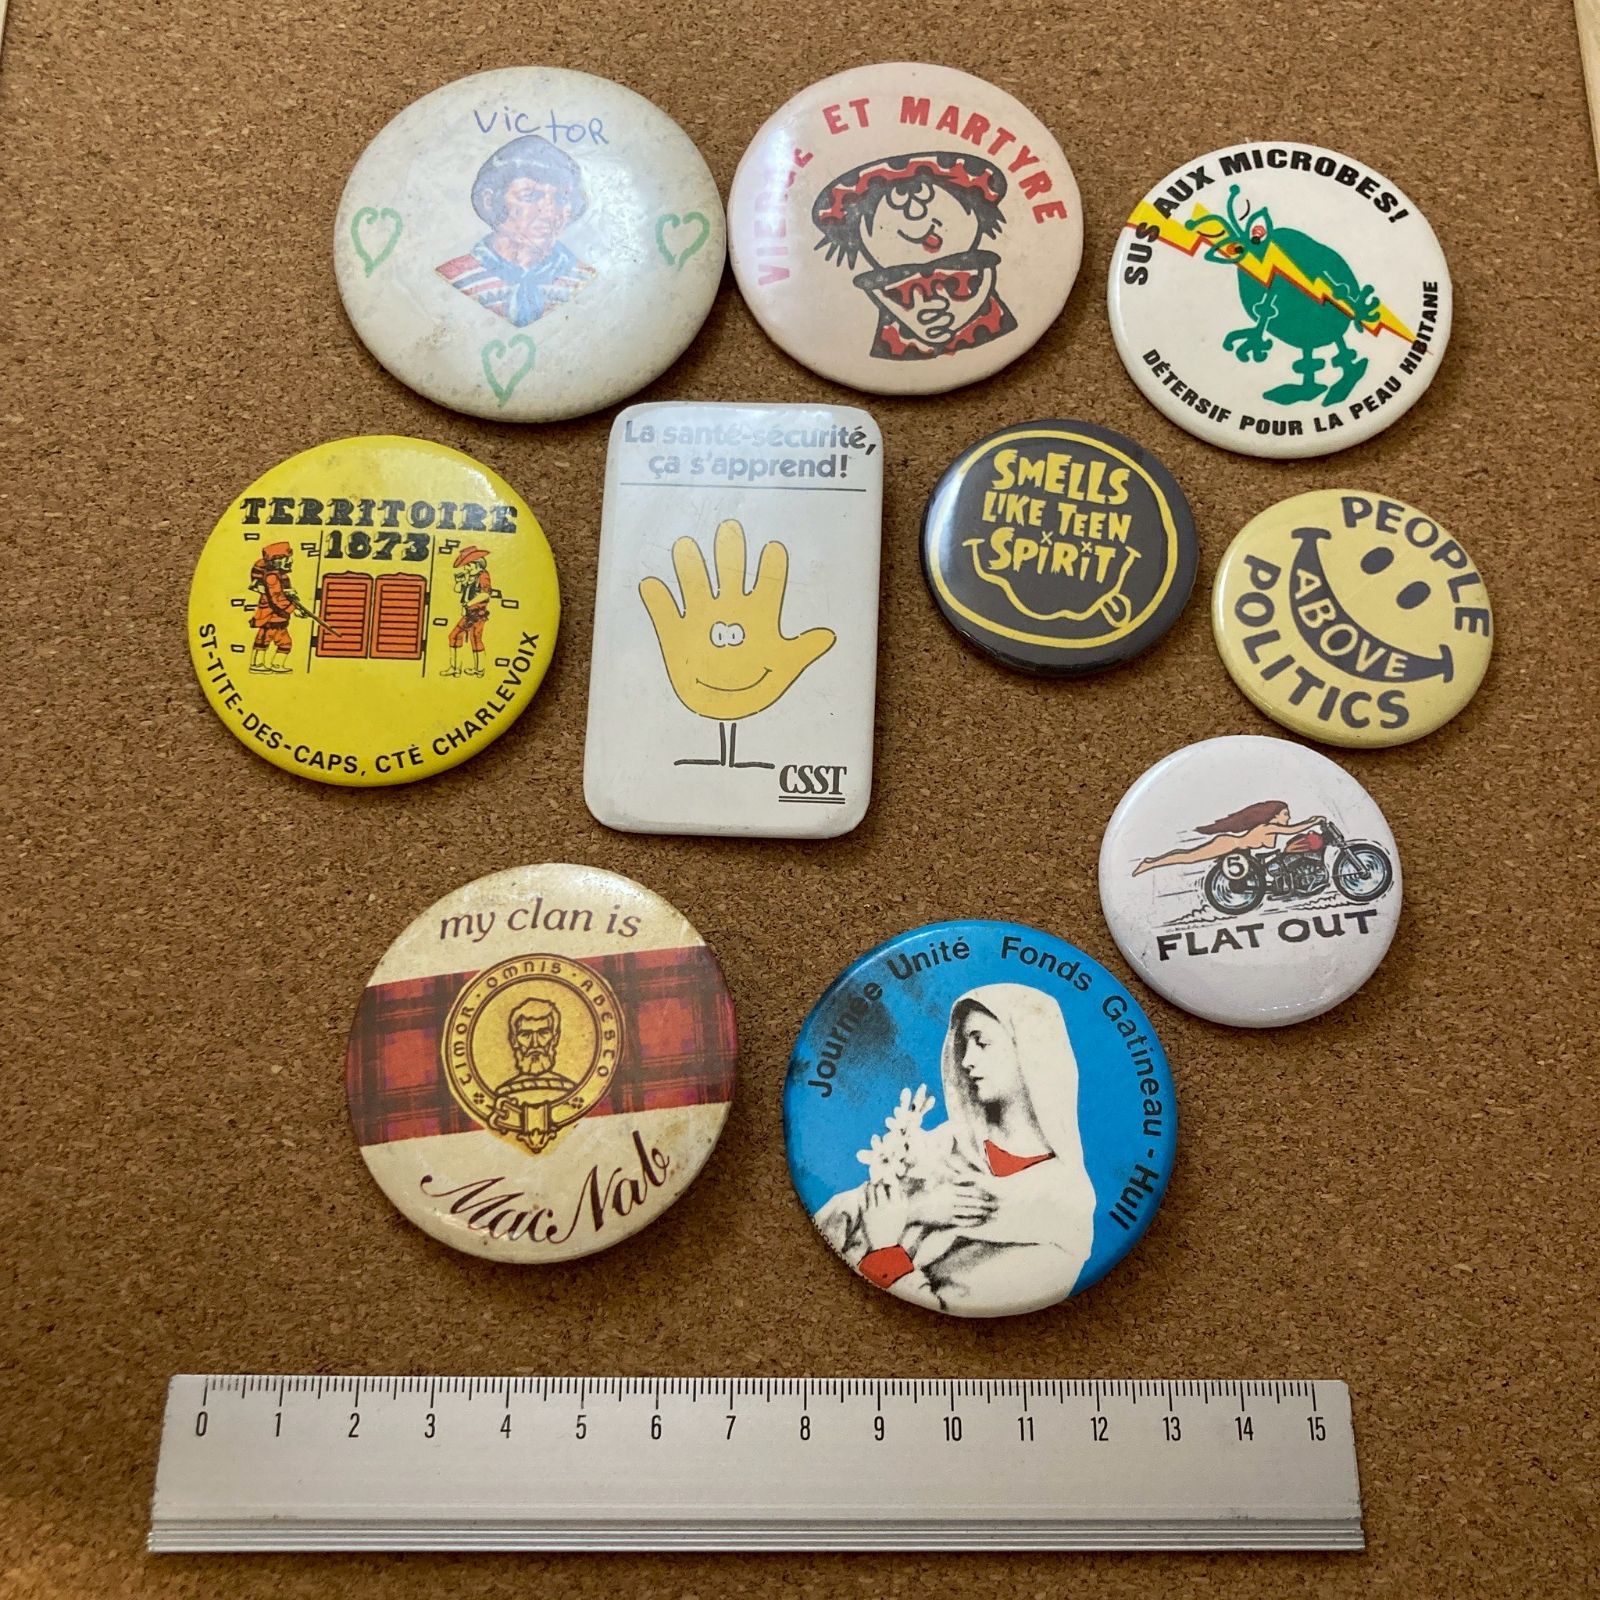 Victor
VIERGE ET MARTYRE
SUS AUX MICROBES!
DÉTERSIF POUR LA PEAU HIBITANE
TERRITOIRE
1873
ST-TITE-DES-CAPS, CTÉ CHARLEVOIX
La santé-sécurité,
ça s'apprend!
CSST
SMELLS
LIKE TEEN
SPIRIT
PEOPLE
ABOVE
POLITICS
5
FLAT OUT
my clan is
TIMOR · OMNIS · ABESTO
MacNab
Journée Unité Fonds Gatineau - Hull
0 1 2 3 4 5 6 7 8 9 10 11 12 13 14 15